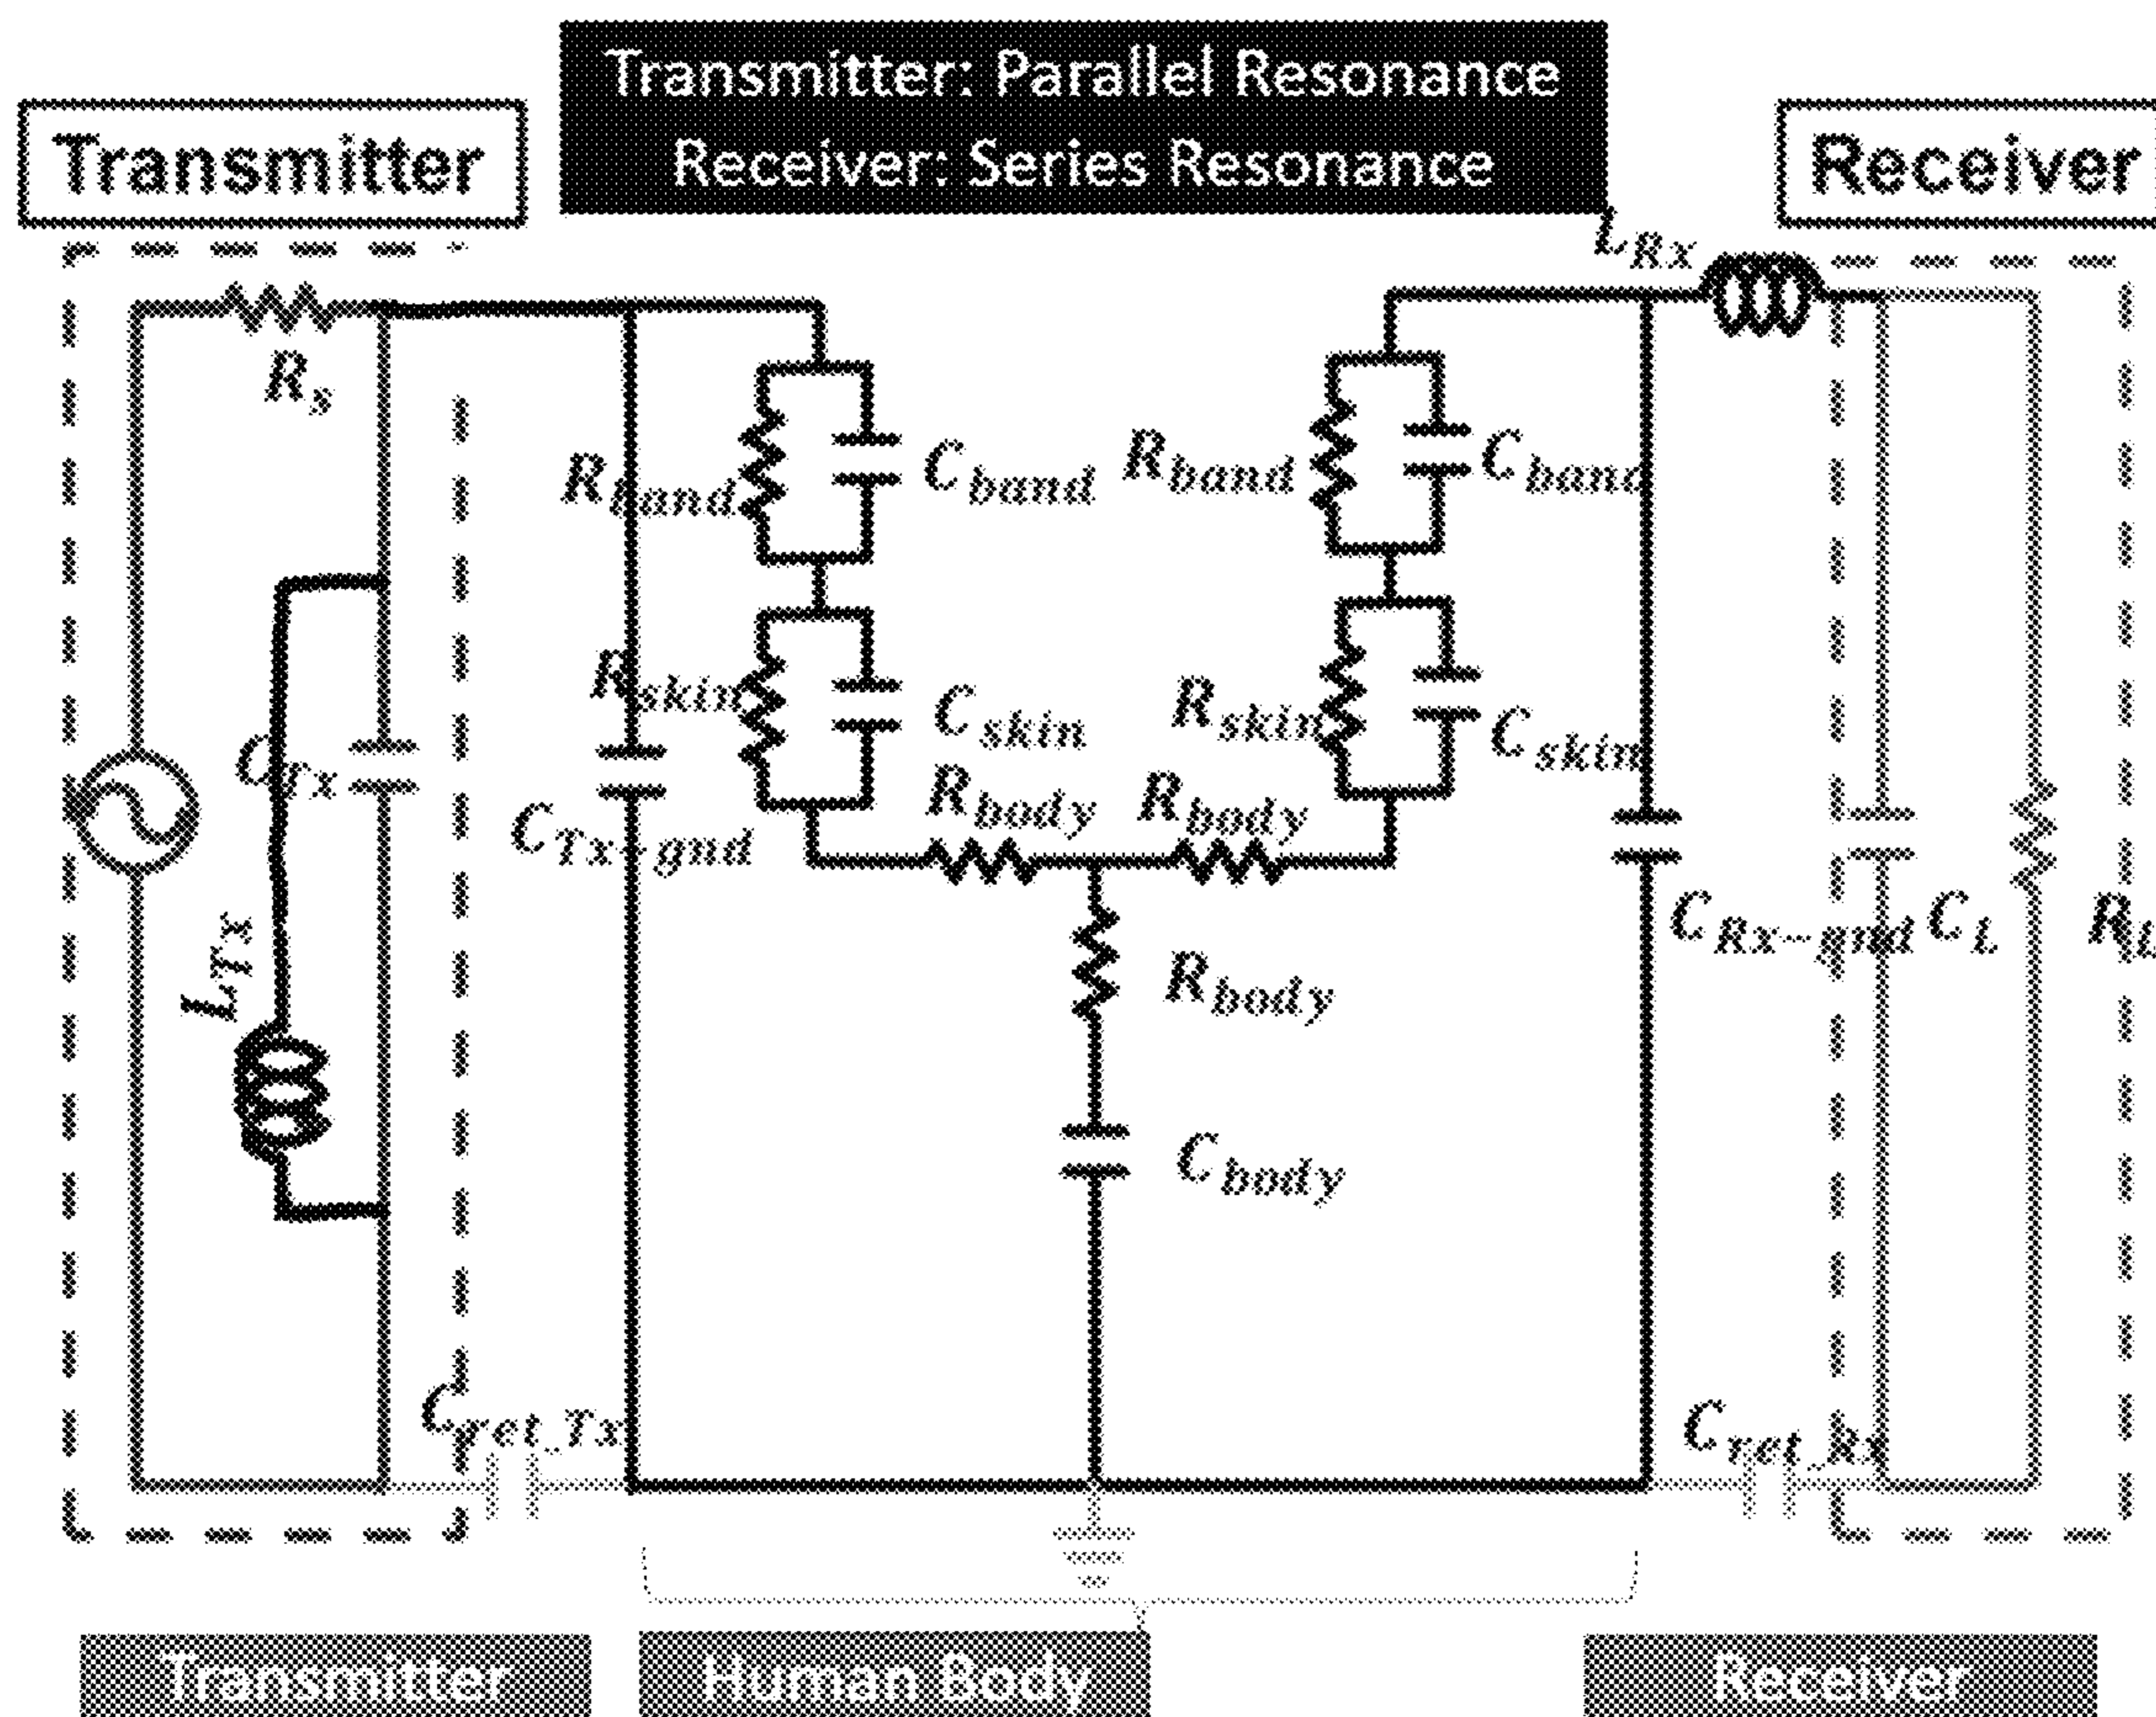 Transmitter: Parallel Resonance
Receiver: Series Resonance
Transmitter
Receiver
L_Rx
R_s
R_band
C_band
R_band
C_band
R_skin
C_skin
R_skin
C_skin
C_Tx
C_Tx-gnd
R_body
R_body
L_Tx
R_body
C_Rx-gnd
C_L
R_L
C_body
C_ret_Tx
C_ret_Rx
Transmitter
Human Body
Receiver